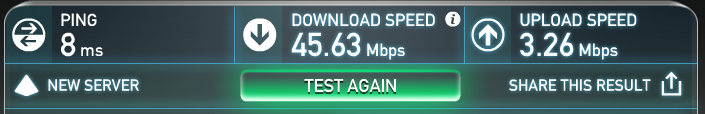 PING
8 ms
DOWNLOAD SPEED i
45.63 Mbps
UPLOAD SPEED
3.26 Mbps
NEW SERVER
TEST AGAIN
SHARE THIS RESULT